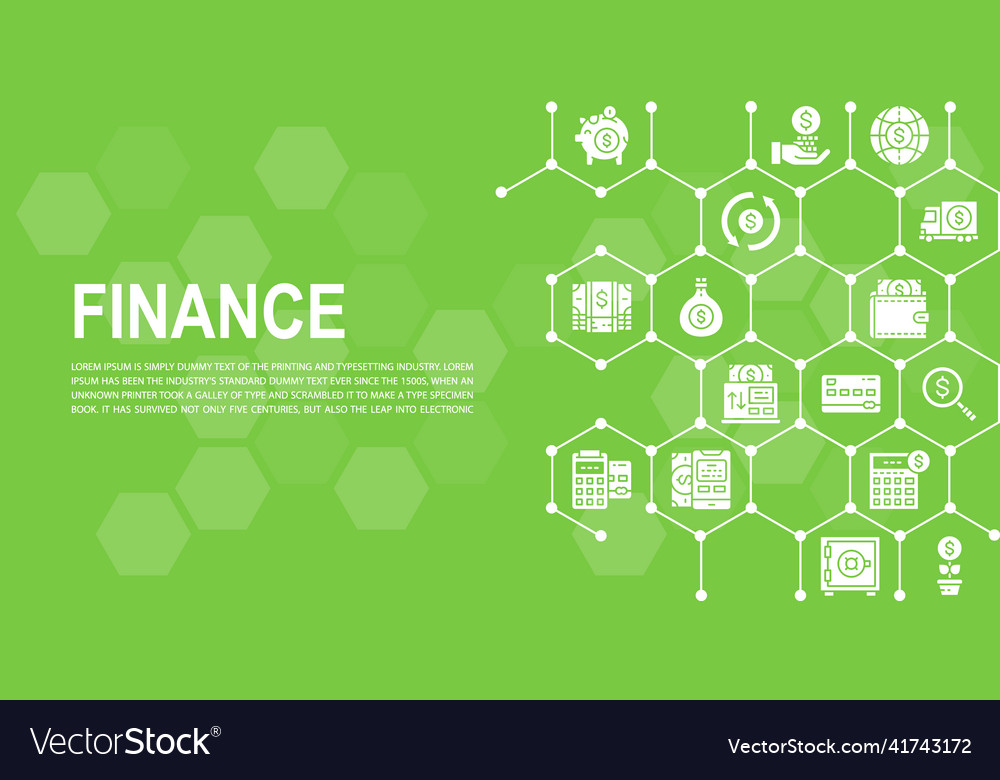 FINANCE
LOREM IPSUM IS SIMPLY DUMMY TEXT OF THE PRINTING AND TYPESETTING INDUSTRY. LOREM
IPSUM HAS BEEN THE INDUSTRY'S STANDARD DUMMY TEXT EVER SINCE THE 1500S, WHEN AN
UNKNOWN PRINTER TOOK A GALLEY OF TYPE AND SCRAMBLED IT TO MAKE A TYPE SPECIMEN
BOOK. IT HAS SURVIVED NOT ONLY FIVE CENTURIES, BUT ALSO THE LEAP INTO ELECTRONIC
VectorStock®
VectorStock.com/41743172